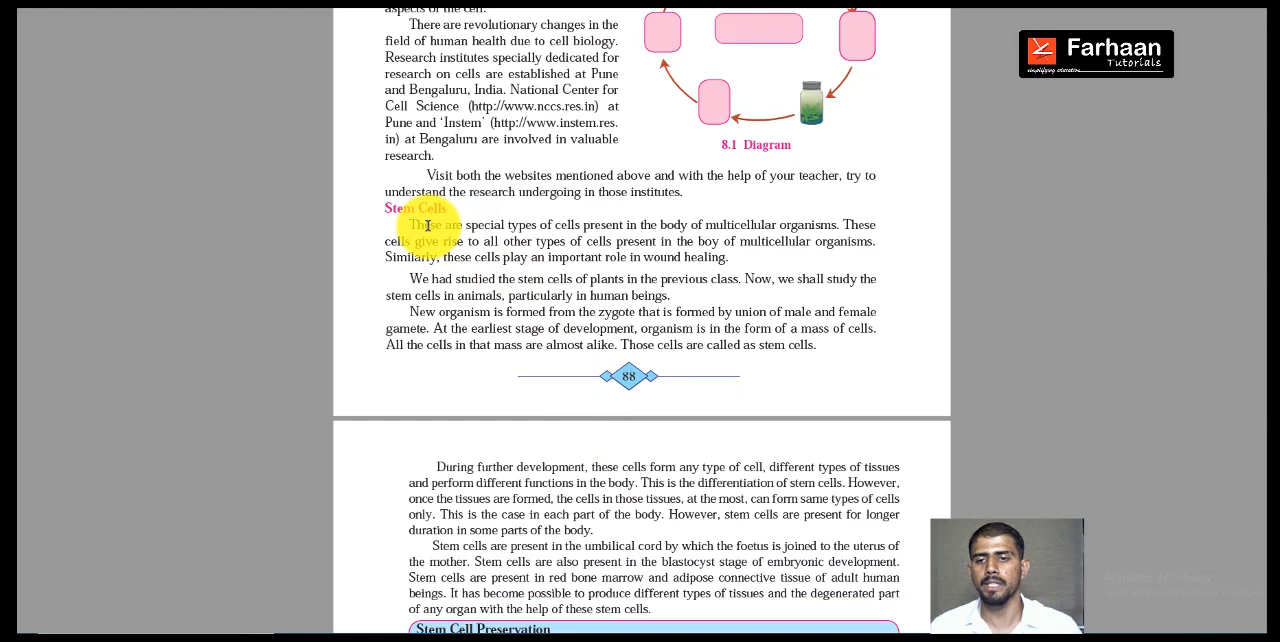 aspects of the cell.
There are revolutionary changes in the
field of human health due to cell biology.
Research institutes specially dedicated for
research on cells are established at Pune
and Bengaluru, India. National Center for
Cell Science (http://www.nccs.res.in) at
Pune and ‘Instem’ (http://www.instem.res.
in) at Bengaluru are involved in valuable
research.
8.1 Diagram
Visit both the websites mentioned above and with the help of your teacher, try to
understand the research undergoing in those institutes.
Stem Cells
These are special types of cells present in the body of multicellular organisms. These
cells give rise to all other types of cells present in the boy of multicellular organisms.
Similarly, these cells play an important role in wound healing.
We had studied the stem cells of plants in the previous class. Now, we shall study the
stem cells in animals, particularly in human beings.
New organism is formed from the zygote that is formed by union of male and female
gamete. At the earliest stage of development, organism is in the form of a mass of cells.
All the cells in that mass are almost alike. Those cells are called as stem cells.
88
During further development, these cells form any type of cell, different types of tissues
and perform different functions in the body. This is the differentiation of stem cells. However,
once the tissues are formed, the cells in those tissues, at the most, can form same types of cells
only. This is the case in each part of the body. However, stem cells are present for longer
duration in some parts of the body.
Stem cells are present in the umbilical cord by which the foetus is joined to the uterus of
the mother. Stem cells are also present in the blastocyst stage of embryonic development.
Stem cells are present in red bone marrow and adipose connective tissue of adult human
beings. It has become possible to produce different types of tissues and the degenerated part
of any organ with the help of these stem cells.
Stem Cell Preservation
Farhaan
Tutorials
simplifying education